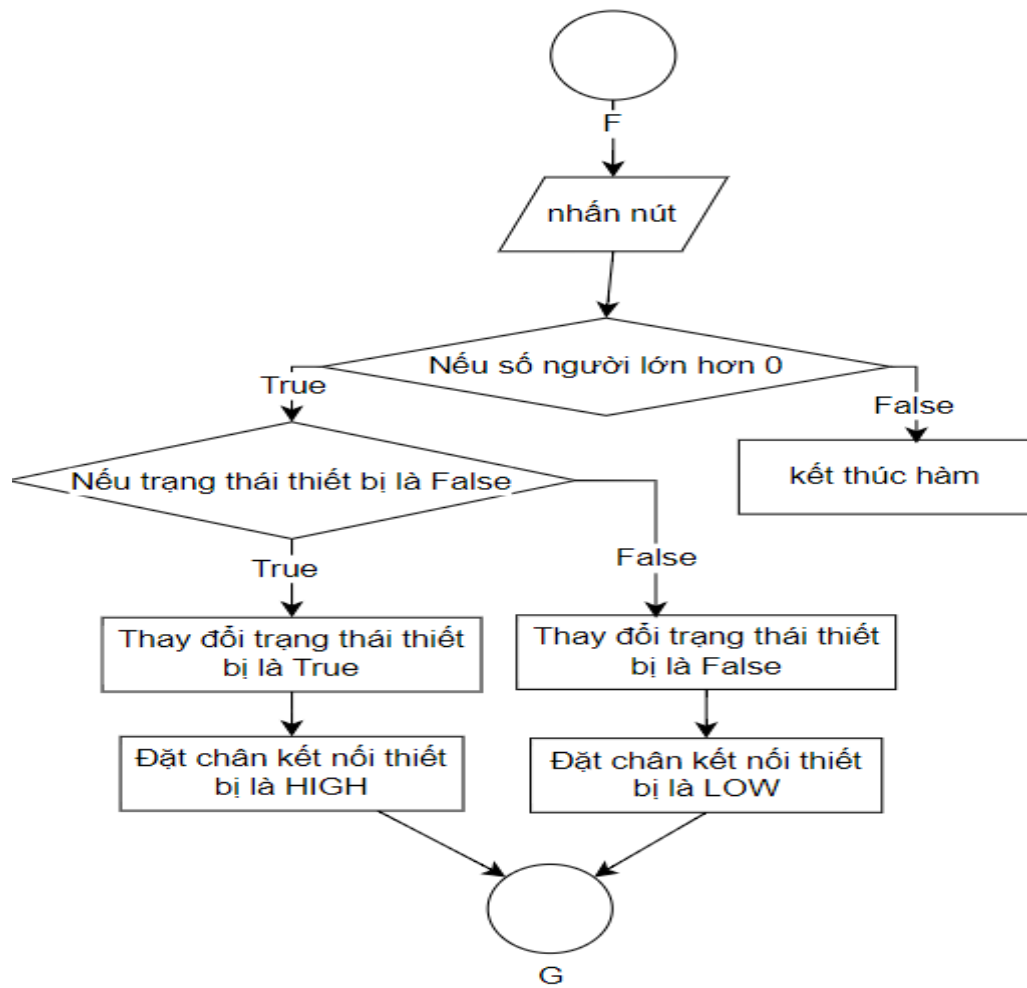 F
nhấn nút
Nếu số người lớn hơn 0
True
False
Nếu trạng thái thiết bị là False
kết thúc hàm
True
False
Thay đổi trạng thái thiết
bị là True
Thay đổi trạng thái thiết
bị là False
Đặt chân kết nối thiết
bị là HIGH
Đặt chân kết nối thiết
bị là LOW
G